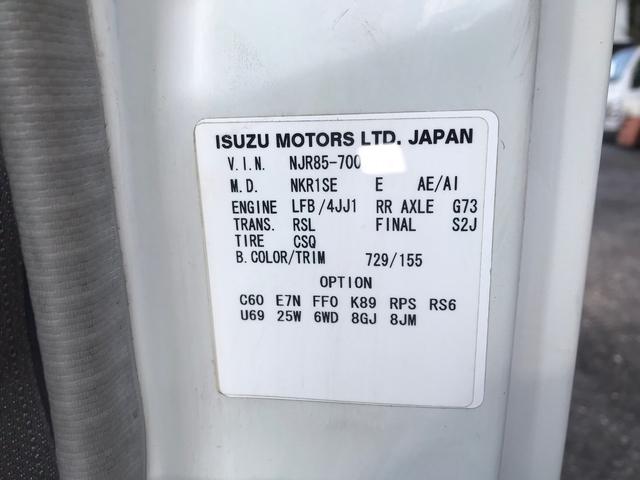 ISUZU MOTORS LTD. JAPAN
V.I.N. NJR85-700
M.D. NKR1SE E AE/AI
ENGINE LFB/4JJ1 RR AXLE G73
TRANS. RSL FINAL S2J
TIRE CSQ
B.COLOR/TRIM 729/155
OPTION
C60 E7N FF0 K89 RPS RS6
U69 25W 6WD 8GJ 8JM